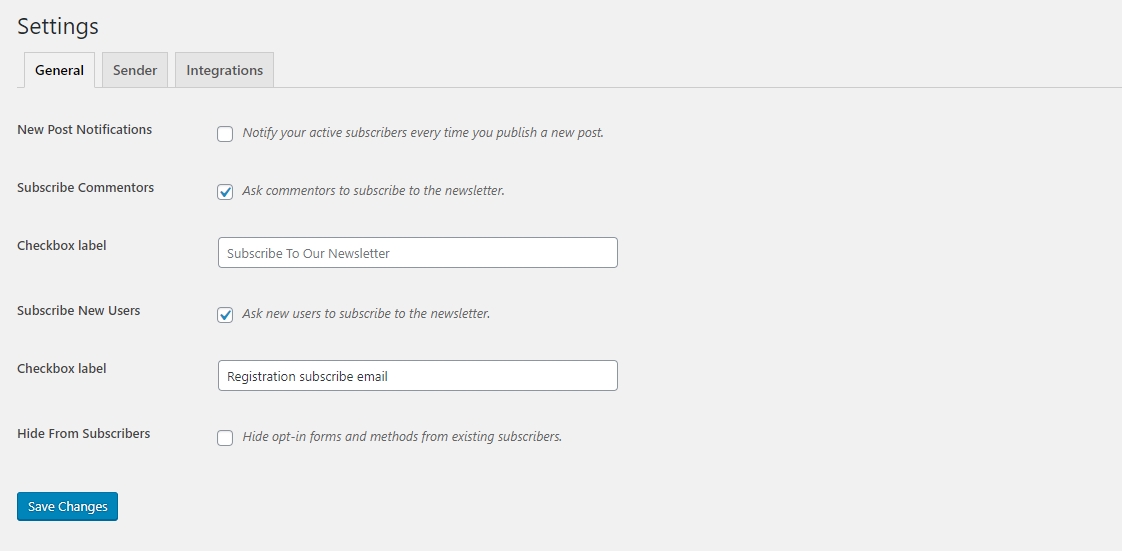 Settings
General Sender Integrations
New Post Notifications Notify your active subscribers every time you publish a new post.
Subscribe Commentors Ask commentors to subscribe to the newsletter.
Checkbox label Subscribe To Our Newsletter
Subscribe New Users Ask new users to subscribe to the newsletter.
Checkbox label Registration subscribe email
Hide From Subscribers Hide opt-in forms and methods from existing subscribers.
Save Changes